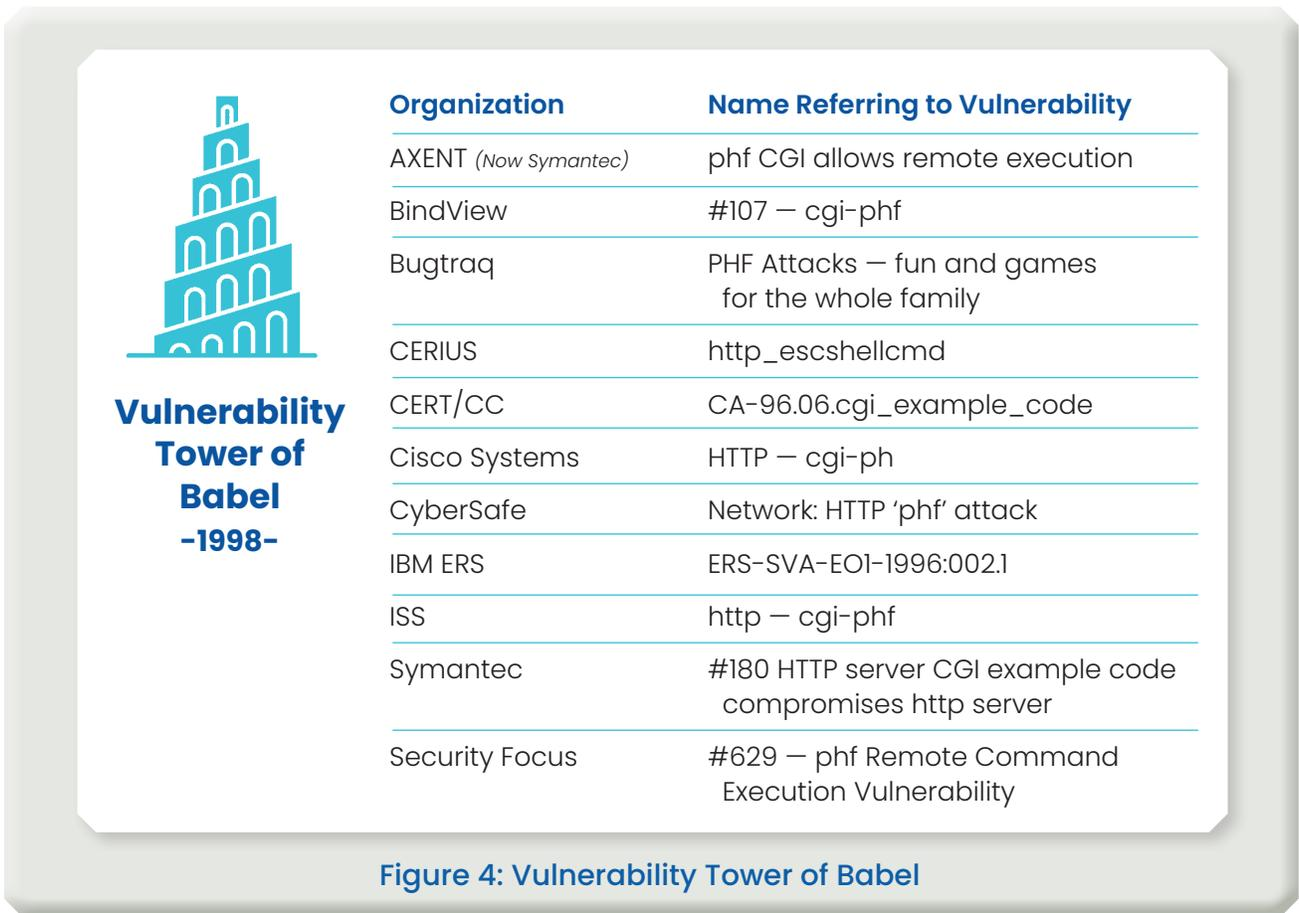 Vulnerability
Tower of
Babel
-1998-
Organization Name Referring to Vulnerability
AXENT (Now Symantec) phf CGI allows remote execution
BindView #107 — cgi-phf
Bugtraq PHF Attacks — fun and games
for the whole family
CERIUS http_escshellcmd
CERT/CC CA-96.06.cgi_example_code
Cisco Systems HTTP — cgi-ph
CyberSafe Network: HTTP ‘phf’ attack
IBM ERS ERS-SVA-EO1-1996:002.1
ISS http — cgi-phf
Symantec #180 HTTP server CGI example code
compromises http server
Security Focus #629 — phf Remote Command
Execution Vulnerability
Figure 4: Vulnerability Tower of Babel